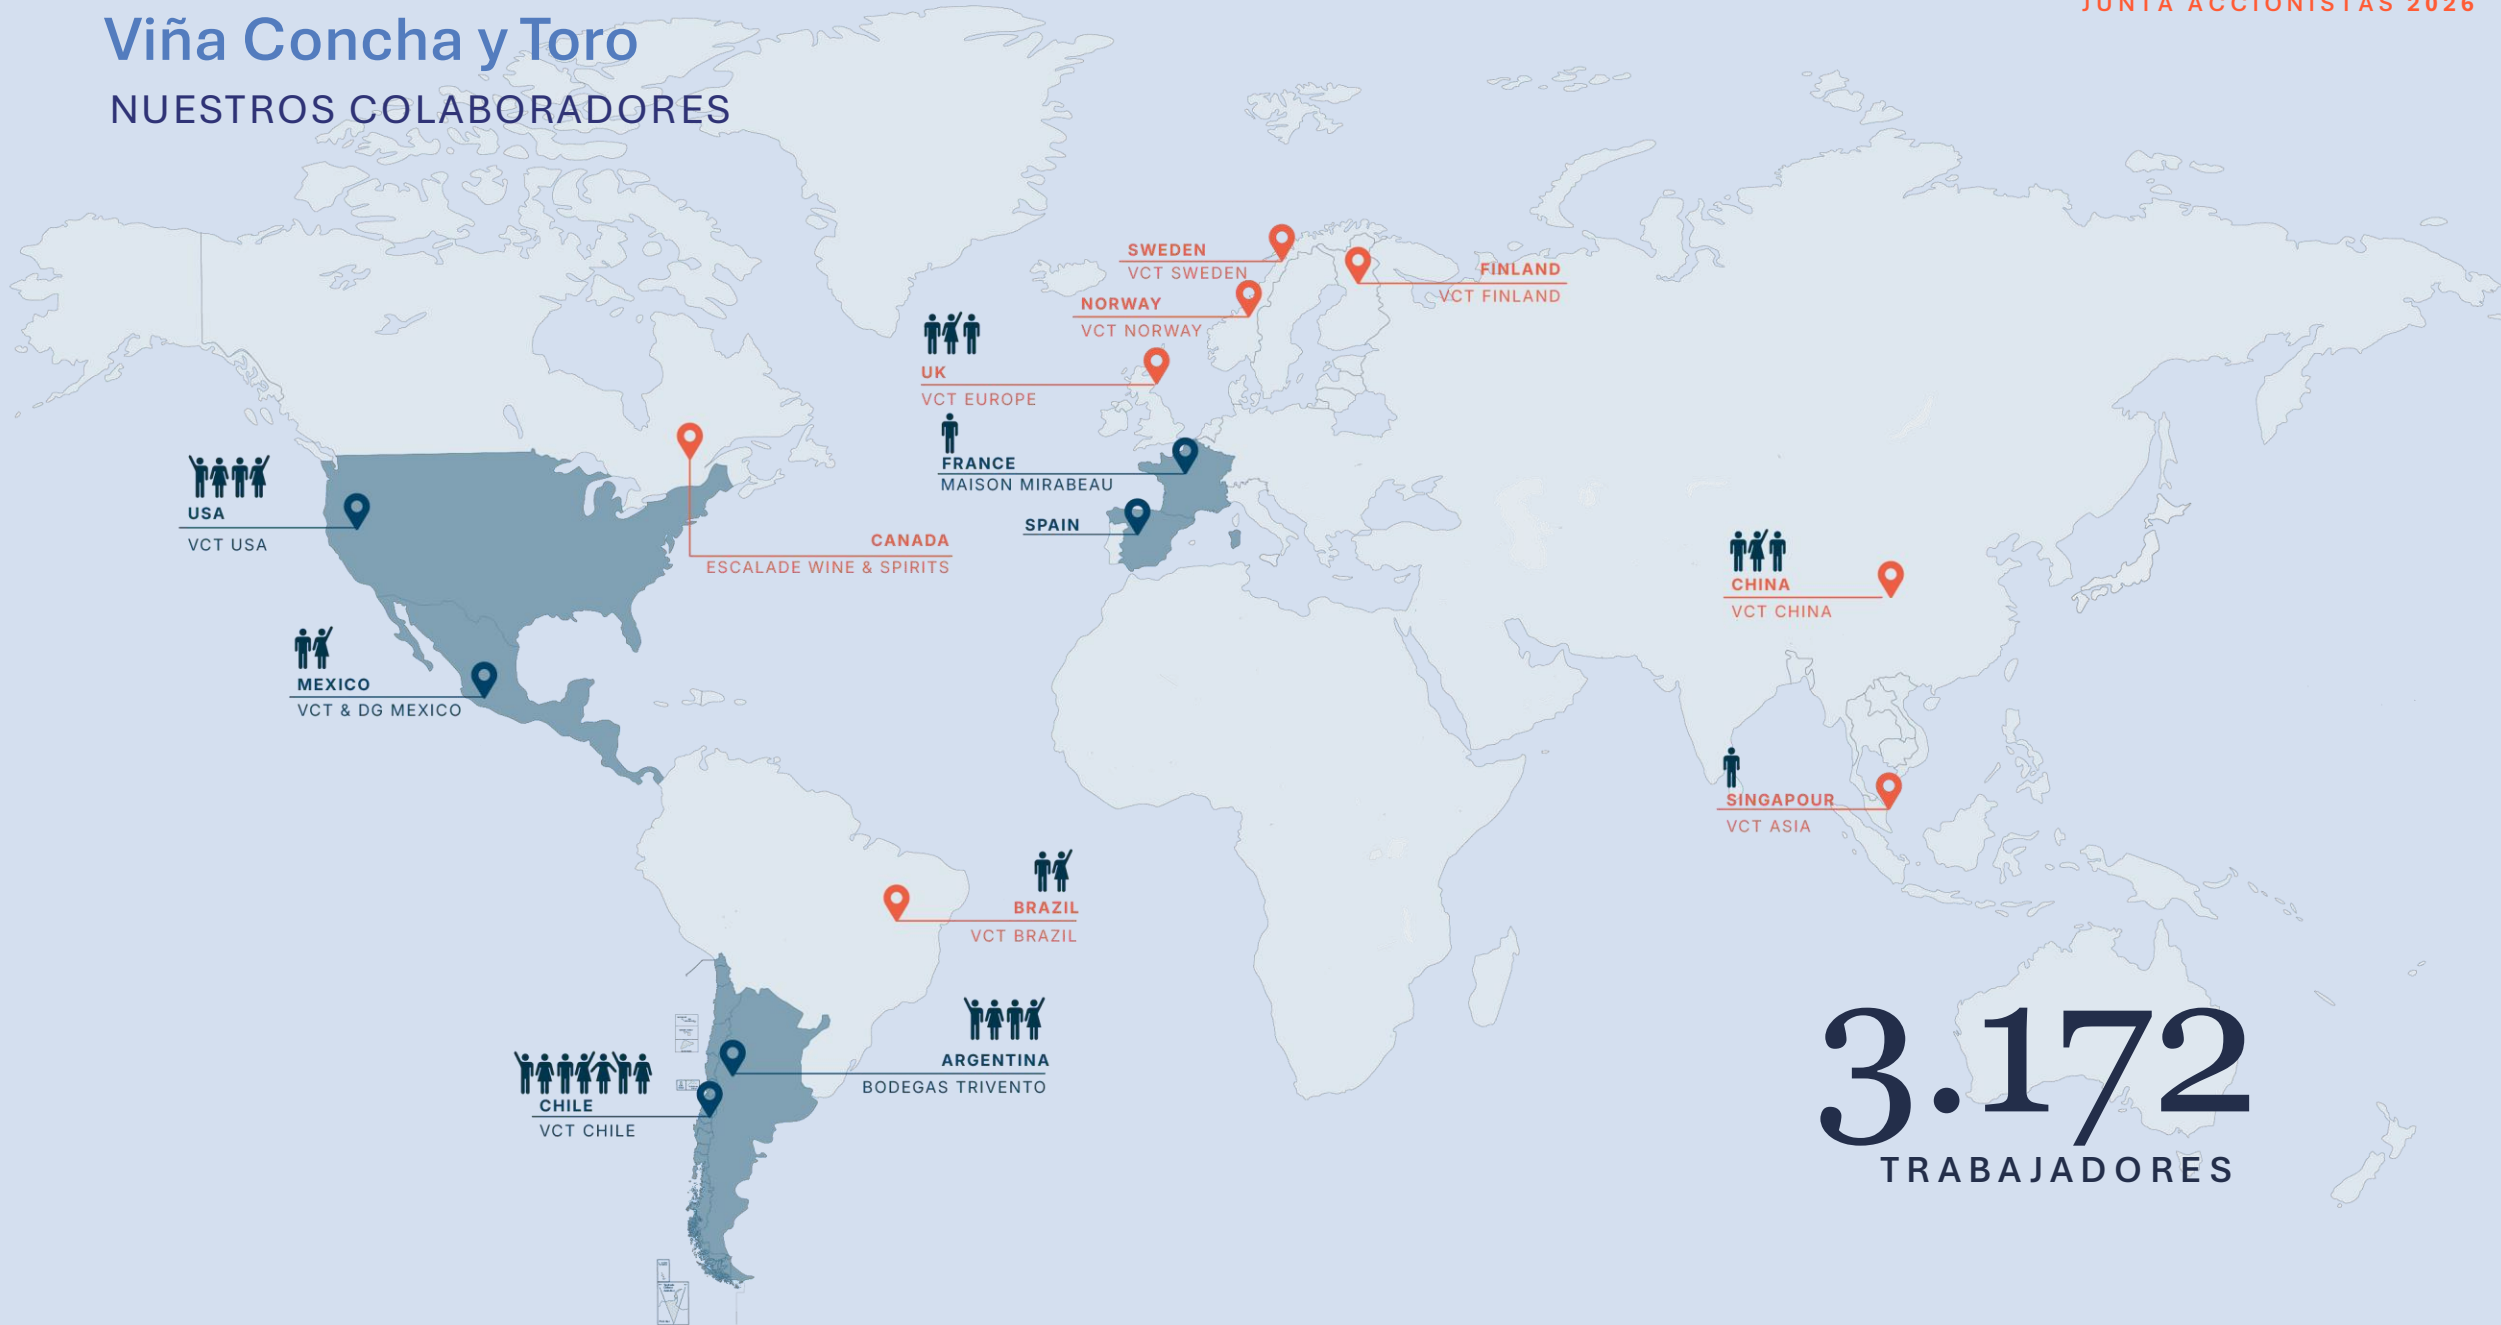 JUNTA ACCIONISTAS 2026
Viña Concha y Toro
NUESTROS COLABORADORES
SWEDEN
VCT SWEDEN
FINLAND
VCT FINLAND
NORWAY
VCT NORWAY
UK
VCT EUROPE
FRANCE
MAISON MIRABEAU
SPAIN
USA
VCT USA
CANADA
ESCALADE WINE & SPIRITS
CHINA
VCT CHINA
MEXICO
VCT & DG MEXICO
SINGAPOUR
VCT ASIA
BRAZIL
VCT BRAZIL
ARGENTINA
BODEGAS TRIVENTO
CHILE
VCT CHILE
3.172
TRABAJADORES